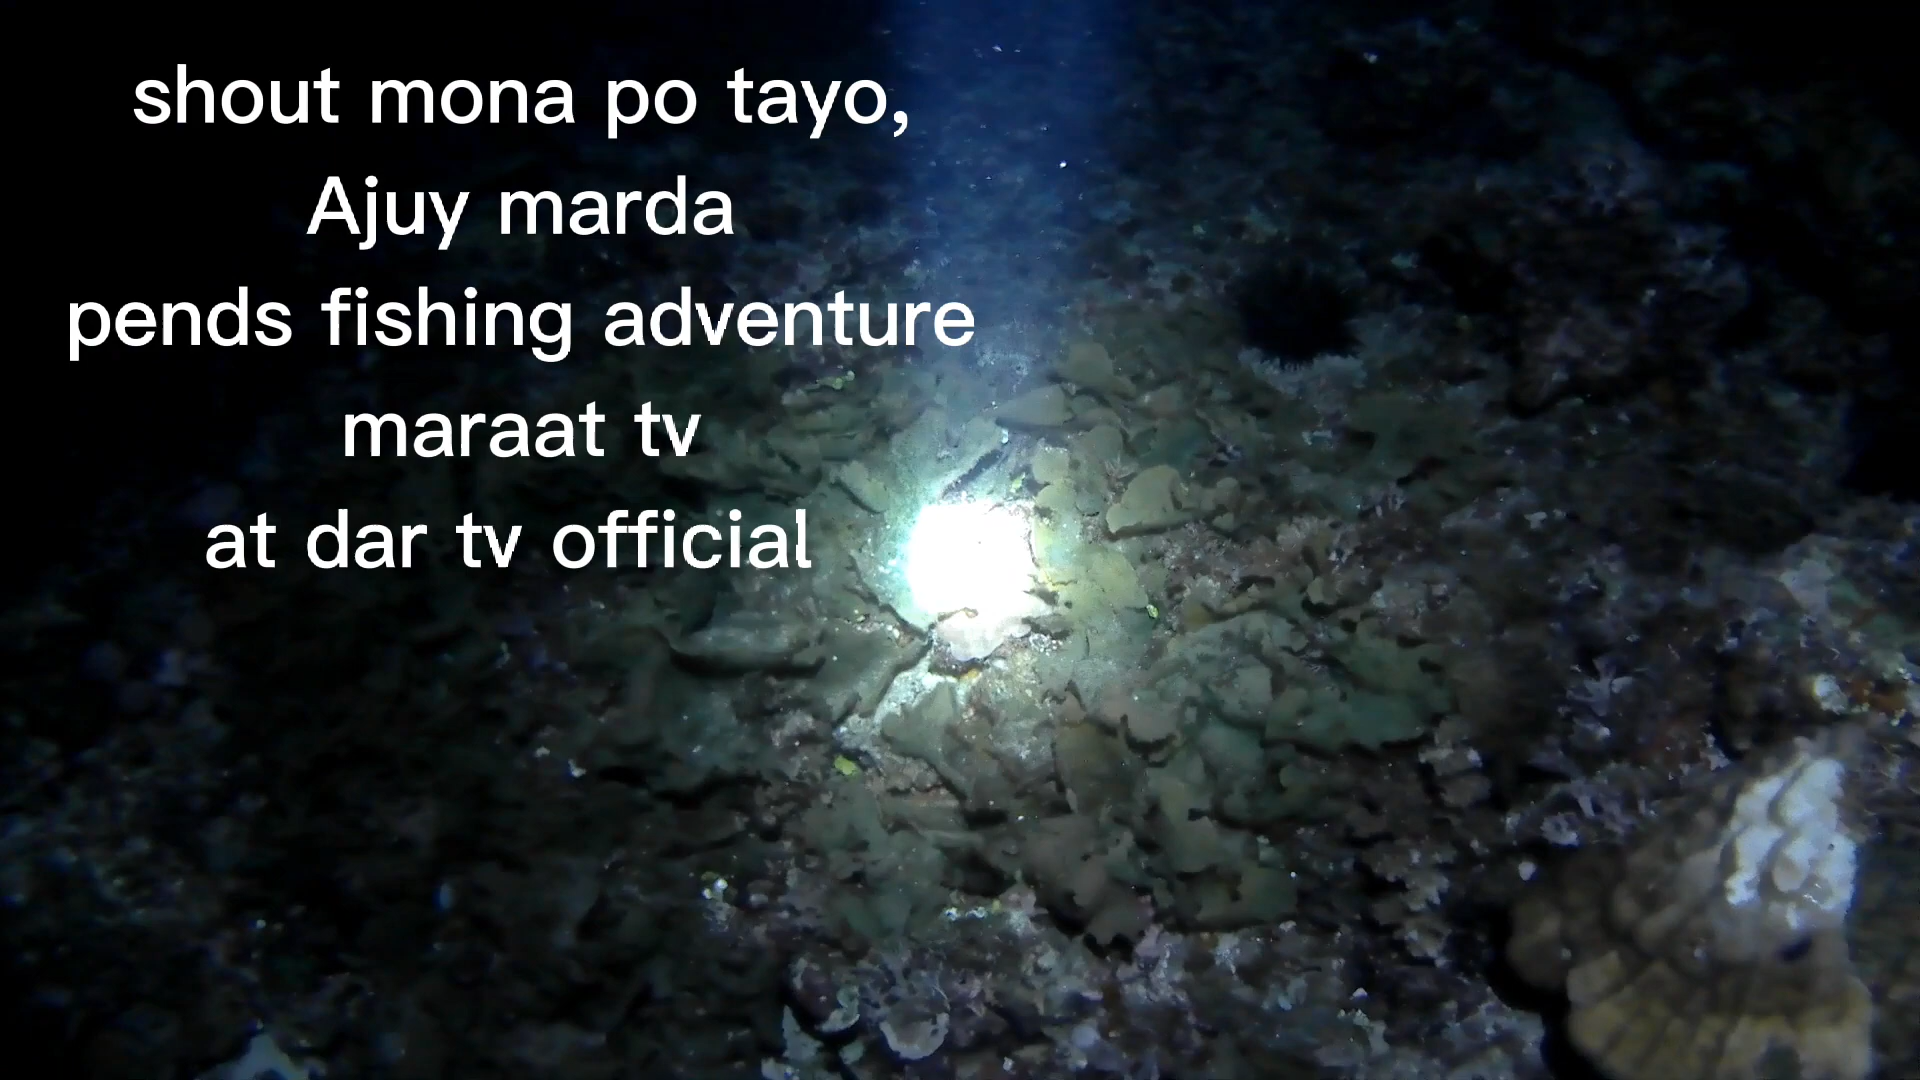 shout mona po tayo,
Ajuy marda
pends fishing adventure
maraat tv
at dar tv official